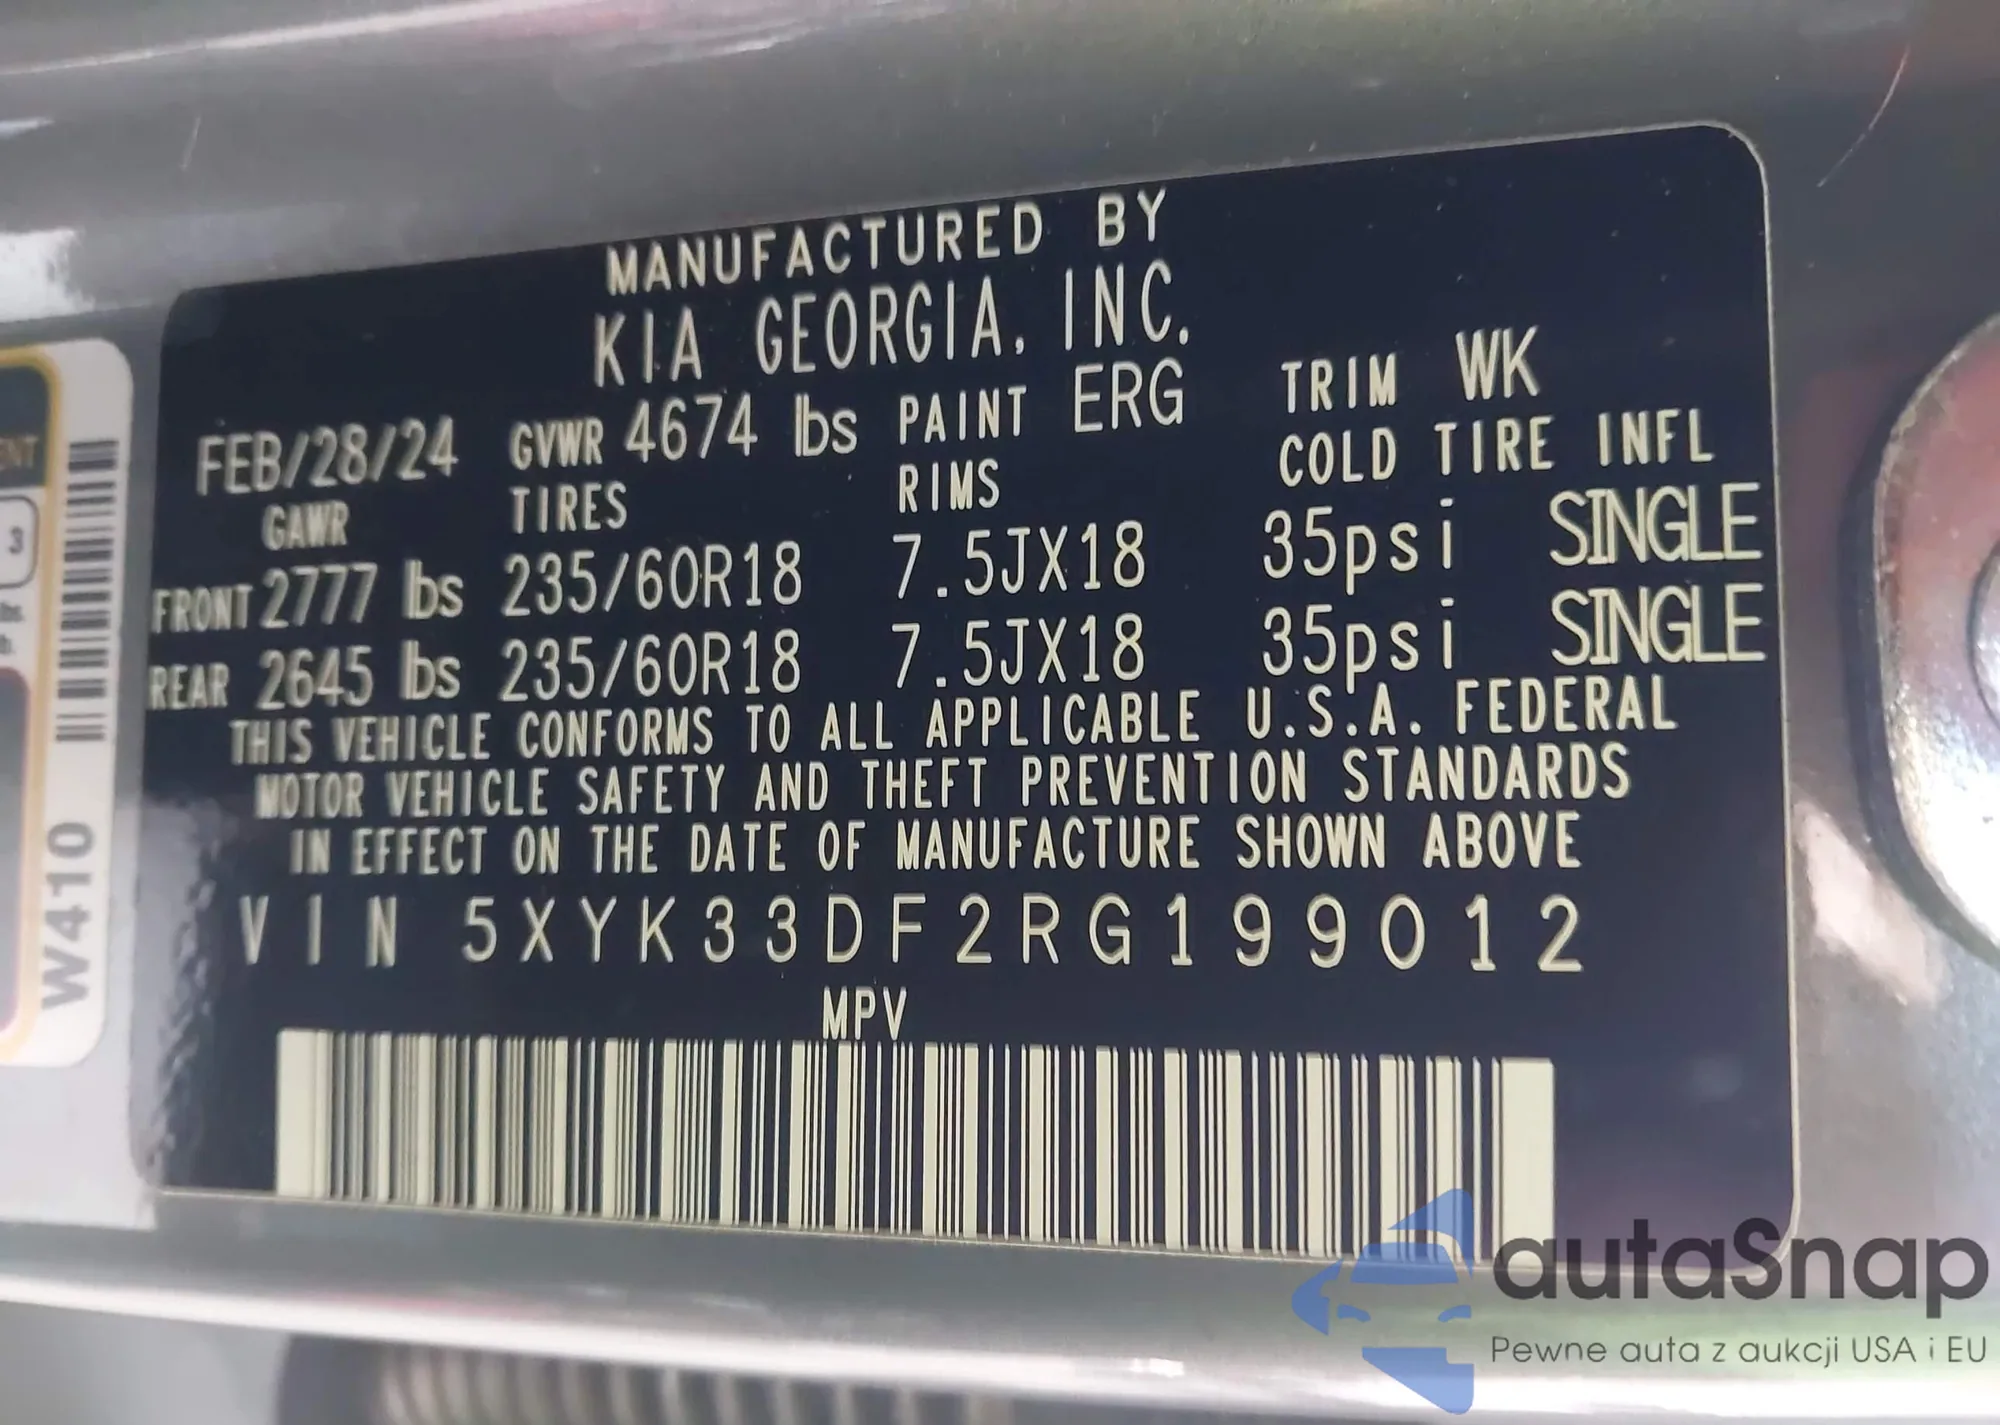 MANUFACTURED BY
KIA GEORGIA, INC.
FEB/28/24 GVWR 4674 lbs PAINT ERG TRIM WK
GAWR TIRES RIMS COLD TIRE INFL
FRONT 2777 lbs 235/60R18 7.5JX18 35psi SINGLE
REAR 2645 lbs 235/60R18 7.5JX18 35psi SINGLE
THIS VEHICLE CONFORMS TO ALL APPLICABLE U.S.A. FEDERAL
MOTOR VEHICLE SAFETY AND THEFT PREVENTION STANDARDS
IN EFFECT ON THE DATE OF MANUFACTURE SHOWN ABOVE
VIN 5XYK33DF2RG199012
MPV
W410
3
autaSnap
Pewne auta z aukcji USA i EU